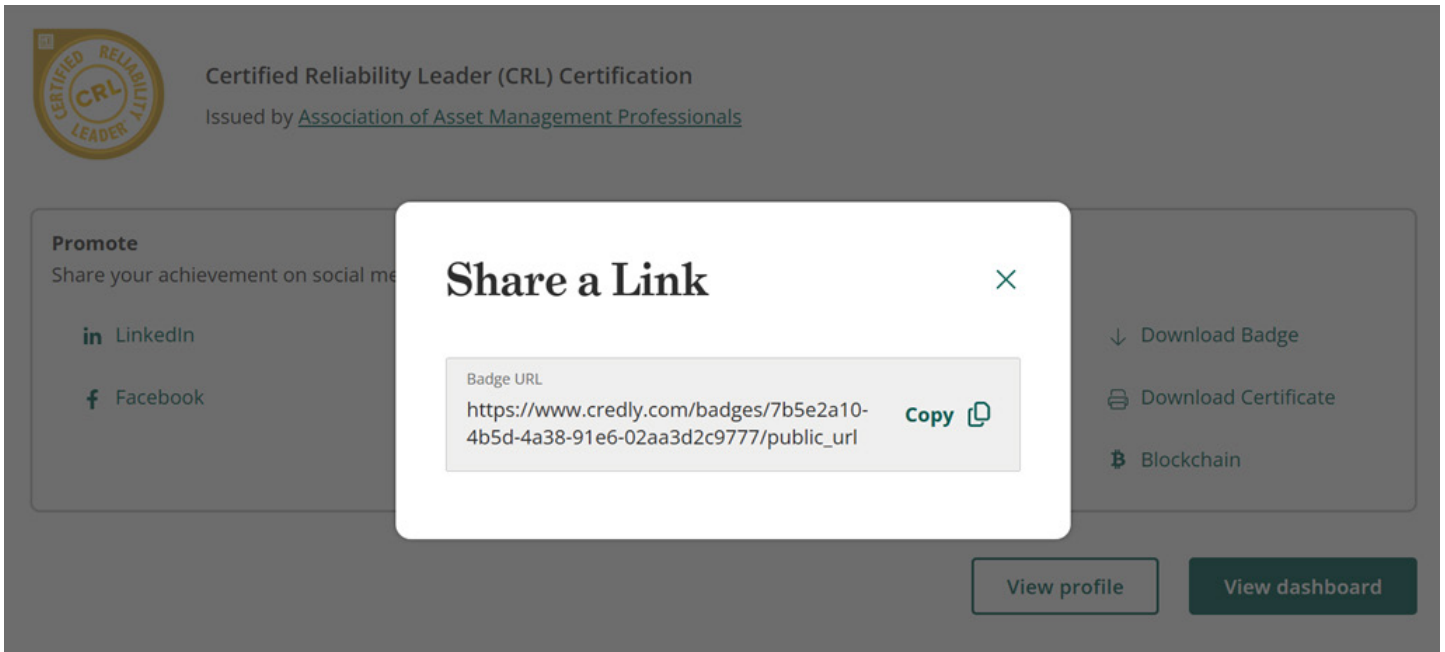 CERTIFIED RELIABILITY
CRL
LEADER
Certified Reliability Leader (CRL) Certification
Issued by Association of Asset Management Professionals
Promote
Share your achievement on social me
in LinkedIn
Facebook
Share a Link
Badge URL
https://www.credly.com/badges/7b5e2a10-
4b5d-4a38-91e6-02aa3d2c9777/public_url
Copy
Download Badge
Download Certificate
Blockchain
View profile
View dashboard